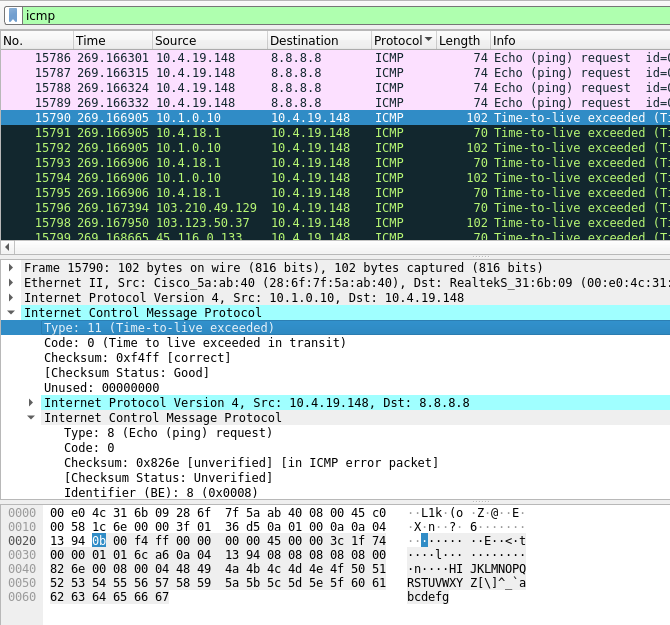 icmp
No. Time Source Destination Protocol Length Info
15786 269.166301 10.4.19.148 8.8.8.8 ICMP 74 Echo (ping) request id=
15787 269.166315 10.4.19.148 8.8.8.8 ICMP 74 Echo (ping) request id=
15788 269.166324 10.4.19.148 8.8.8.8 ICMP 74 Echo (ping) request id=
15789 269.166332 10.4.19.148 8.8.8.8 ICMP 74 Echo (ping) request id=
15790 269.166905 10.1.0.10 10.4.19.148 ICMP 102 Time-to-live exceeded (Ti
15791 269.166905 10.4.18.1 10.4.19.148 ICMP 70 Time-to-live exceeded (Ti
15792 269.166905 10.1.0.10 10.4.19.148 ICMP 102 Time-to-live exceeded (Ti
15793 269.166906 10.4.18.1 10.4.19.148 ICMP 70 Time-to-live exceeded (Ti
15794 269.166906 10.1.0.10 10.4.19.148 ICMP 102 Time-to-live exceeded (Ti
15795 269.166906 10.4.18.1 10.4.19.148 ICMP 70 Time-to-live exceeded (Ti
15796 269.167394 103.210.49.129 10.4.19.148 ICMP 70 Time-to-live exceeded (Ti
15798 269.167950 103.123.50.37 10.4.19.148 ICMP 102 Time-to-live exceeded (Ti
15799 269.168665 45.116.0.133 10.4.19.148 ICMP 70 Time-to-live exceeded (Ti
Frame 15790: 102 bytes on wire (816 bits), 102 bytes captured (816 bits)
Ethernet II, Src: Cisco_5a:ab:40 (28:6f:7f:5a:ab:40), Dst: RealtekS_31:6b:09 (00:e0:4c:31:
Internet Protocol Version 4, Src: 10.1.0.10, Dst: 10.4.19.148
Internet Control Message Protocol
Type: 11 (Time-to-live exceeded)
Code: 0 (Time to live exceeded in transit)
Checksum: 0xf4ff [correct]
[Checksum Status: Good]
Unused: 00000000
Internet Protocol Version 4, Src: 10.4.19.148, Dst: 8.8.8.8
Internet Control Message Protocol
Type: 8 (Echo (ping) request)
Code: 0
Checksum: 0x826e [unverified] [in ICMP error packet]
[Checksum Status: Unverified]
Identifier (BE): 8 (0x0008)
0000 00 e0 4c 31 6b 09 28 6f 7f 5a ab 40 08 00 45 c0 ··L1k·(o ·Z·@··E·
0010 00 58 1c 6e 00 00 3f 01 36 d5 0a 01 00 0a 0a 04 ·X·n··?· 6·······
0020 13 94 0b 00 f4 ff 00 00 00 00 45 00 00 3c 1f 74 ········ ··E··<·t
0030 00 00 01 01 6c a0 0a 04 13 94 08 08 08 08 08 00 ····l··· ········
0040 82 6e 00 08 00 04 48 49 4a 4b 4c 4d 4e 4f 50 51 ·n····HI JKLMNOPQ
0050 52 53 54 55 56 57 58 59 5a 5b 5c 5d 5e 5f 60 61 RSTUVWXY Z[\]^_`a
0060 62 63 64 65 66 67 bcdefg